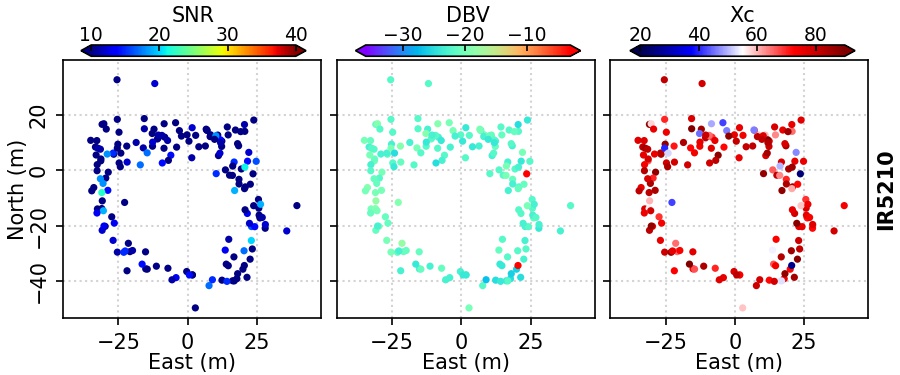 SNR DBV Xc
10 20 30 40 −30 −20 −10 20 40 60 80
20
0
−20
−40
North (m)
IR5210
−25 0 25 −25 0 25 −25 0 25
East (m) East (m) East (m)